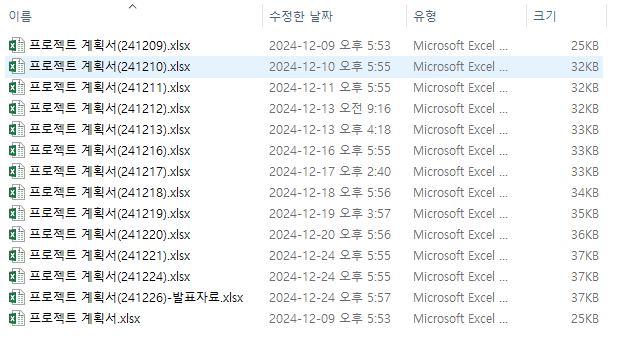 이름 수정한 날짜 유형 크기
프로젝트 계획서(241209).xlsx 2024-12-09 오후 5:53 Microsoft Excel ... 25KB
프로젝트 계획서(241210).xlsx 2024-12-10 오후 5:55 Microsoft Excel ... 32KB
프로젝트 계획서(241211).xlsx 2024-12-11 오후 5:55 Microsoft Excel ... 32KB
프로젝트 계획서(241212).xlsx 2024-12-13 오전 9:16 Microsoft Excel ... 32KB
프로젝트 계획서(241213).xlsx 2024-12-13 오후 4:18 Microsoft Excel ... 33KB
프로젝트 계획서(241216).xlsx 2024-12-16 오후 5:55 Microsoft Excel ... 33KB
프로젝트 계획서(241217).xlsx 2024-12-17 오후 2:40 Microsoft Excel ... 33KB
프로젝트 계획서(241218).xlsx 2024-12-18 오후 5:56 Microsoft Excel ... 34KB
프로젝트 계획서(241219).xlsx 2024-12-19 오후 3:57 Microsoft Excel ... 35KB
프로젝트 계획서(241220).xlsx 2024-12-20 오후 5:56 Microsoft Excel ... 36KB
프로젝트 계획서(241221).xlsx 2024-12-24 오후 5:55 Microsoft Excel ... 37KB
프로젝트 계획서(241224).xlsx 2024-12-24 오후 5:55 Microsoft Excel ... 37KB
프로젝트 계획서(241226)-발표자료.xlsx 2024-12-24 오후 5:57 Microsoft Excel ... 37KB
프로젝트 계획서.xlsx 2024-12-09 오후 5:53 Microsoft Excel ... 25KB